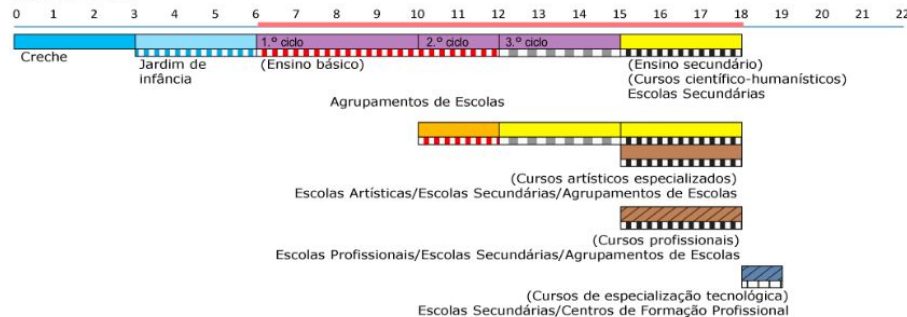 0 1 2 3 4 5 6 7 8 9 10 11 12 13 14 15 16 17 18 19 20 21 22
1.º ciclo 2.º ciclo 3.º ciclo
Creche
Jardim de
infância
(Ensino básico)
(Ensino secundário)
(Cursos científico-humanísticos)
Escolas Secundárias
Agrupamentos de Escolas
(Cursos artísticos especializados)
Escolas Artísticas/Escolas Secundárias/Agrupamentos de Escolas
(Cursos profissionais)
Escolas Profissionais/Escolas Secundárias/Agrupamentos de Escolas
(Cursos de especialização tecnológica)
Escolas Secundárias/Centros de Formação Profissional